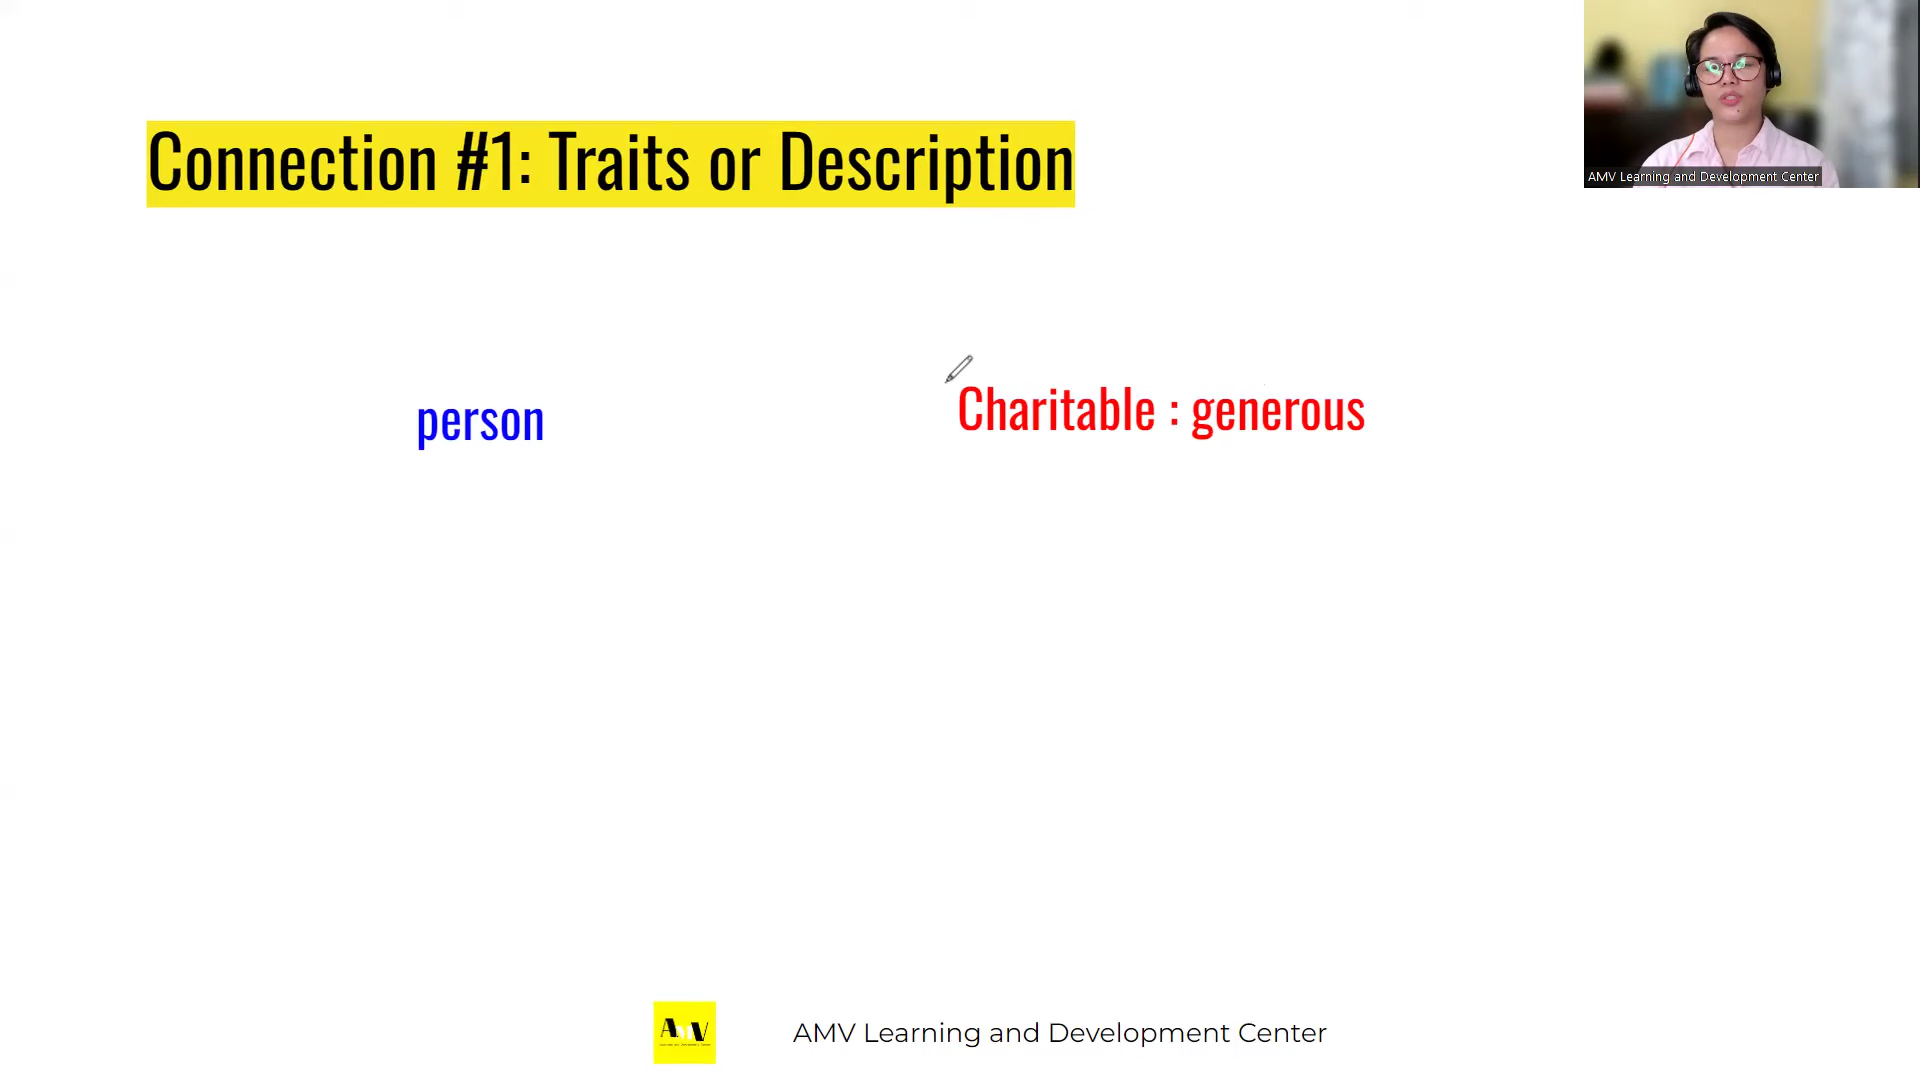 Connection #1: Traits or Description
AMV Learning and Development Center
person
Charitable : generous
AMV
AMV Learning and Development Center